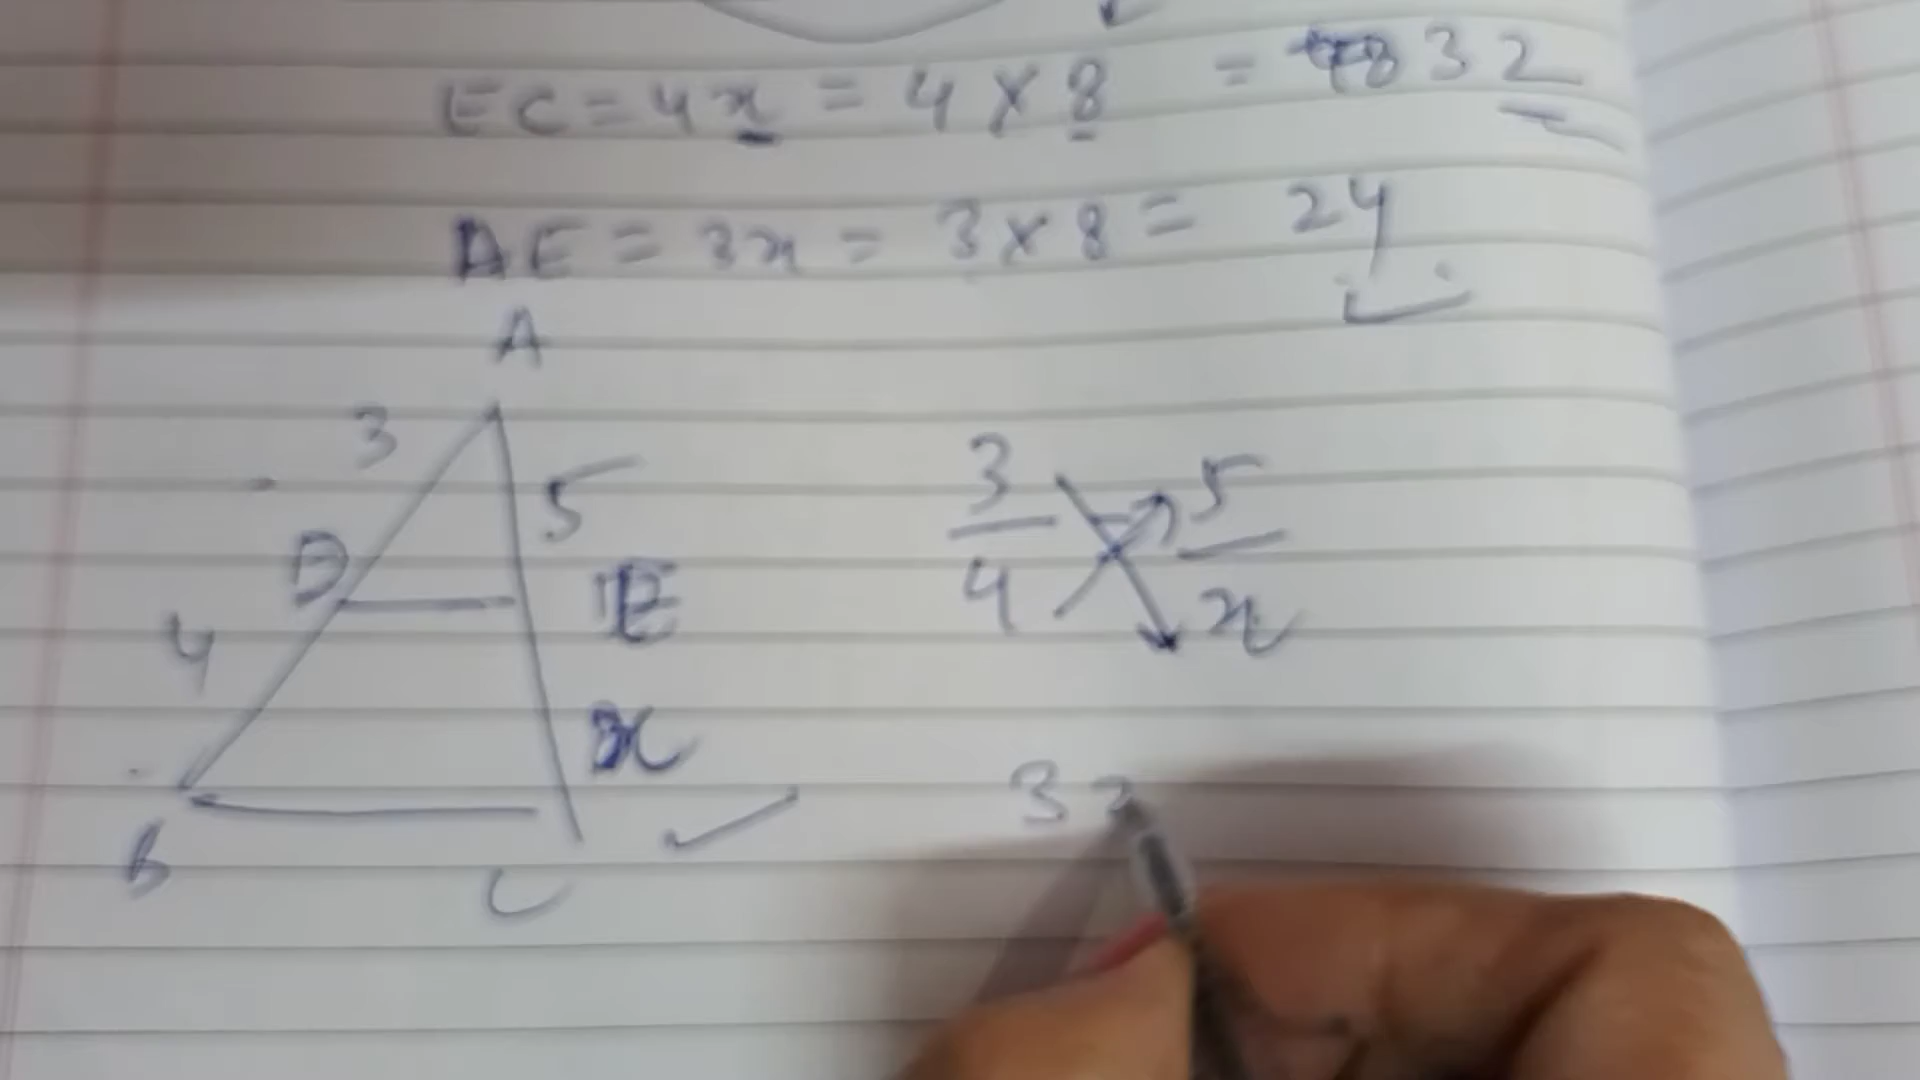 EC = 4x = 4 × 8 = 32
AE = 3x = 3 × 8 = 24
A
3
5
D
E
4
x
B
C
3/4 = 5/x
3